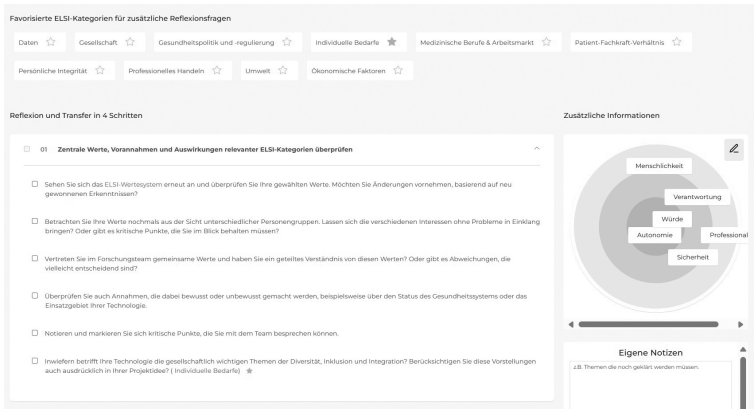 Favorisierte ELSI-Kategorien für zusätzliche Reflexionsfragen
Daten
Gesellschaft
Gesundheitspolitik und -regulierung
Individuelle Bedarfe
Medizinische Berufe & Arbeitsmarkt
Patient-Fachkraft-Verhältnis
Persönliche Integrität
Professionelles Handeln
Umwelt
Ökonomische Faktoren
Reflexion und Transfer in 4 Schritten
01 Zentrale Werte, Vorannahmen und Auswirkungen relevanter ELSI-Kategorien überprüfen
Sehen Sie sich das ELSI-Wertesystem erneut an und überprüfen Sie Ihre gewählten Werte. Möchten Sie Änderungen vornehmen, basierend auf neu
gewonnenen Erkenntnissen?
Betrachten Sie Ihre Werte nochmals aus der Sicht unterschiedlicher Personengruppen. Lassen sich die verschiedenen Interessen ohne Probleme in Einklang
bringen? Oder gibt es kritische Punkte, die Sie im Blick behalten müssen?
Vertreten Sie im Forschungsteam gemeinsame Werte und haben Sie ein geteiltes Verständnis von diesen Werten? Oder gibt es Abweichungen, die
vielleicht entscheidend sind?
Überprüfen Sie auch Annahmen, die dabei bewusst oder unbewusst gemacht werden, beispielsweise über den Status des Gesundheitssystems oder das
Einsatzgebiet Ihrer Technologie.
Notieren und markieren Sie sich kritische Punkte, die Sie mit dem Team besprechen können.
Inwiefern betrifft Ihre Technologie die gesellschaftlich wichtigen Themen der Diversität, Inklusion und Integration? Berücksichtigen Sie diese Vorstellungen
auch ausdrücklich in Ihrer Projektidee? ( Individuelle Bedarfe)
Zusätzliche Informationen
Menschlichkeit
Verantwortung
Würde
Autonomie
Professional
Sicherheit
Eigene Notizen
z.B. Themen die noch geklärt werden müssen.